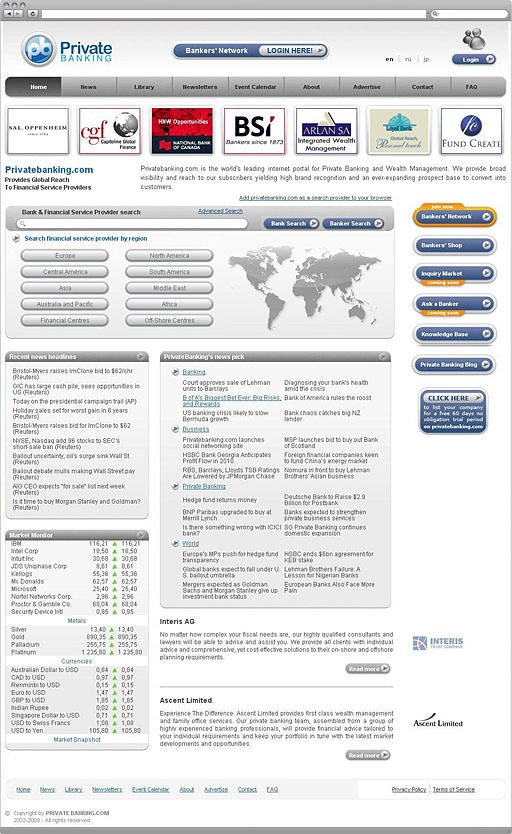 Private
BANKING
Bankers' Network LOGIN HERE!
en ru jp
Login
Home News Library Newsletters Event Calendar About Advertise Contact FAQ
SAL. OPPENHEIM
cgf Capitaline Global Finance
HNW Opportunities
NATIONAL BANK OF CANADA
BSI
Bankers since 1873
ARLAN SA
Integrated Wealth Management
Loyal Bank
Global Reach, Personal touch
FUND CREATE
Privatebanking.com
Provides Global Reach
To Financial Service Providers
Privatebanking.com is the world's leading internet portal for Private Banking and Wealth Management. We provide broad
visibility and reach to our subscribers yielding high brand recognition and an ever-expanding prospect base to convert into
customers.
Add privatebanking.com as a search provider to your browser
Bank & Financial Service Provider search
Advanced Search
Bank Search
Banker Search
Search financial service provider by region
Europe
North America
Central America
South America
Asia
Middle East
Australia and Pacific
Africa
Financial Centres
Off-Shore Centres
join now
Bankers' Network
Bankers' Shop
Inquiry Market
coming soon
Ask a Banker
coming soon
Knowledge Base
Private Banking Blog
CLICK HERE
to list your company
for a free 60 days
no obligation trial
period
on privatebanking.com
Recent news headlines
Bristol-Myers raises ImClone bid to $62/shr
(Reuters)
GIC has large cash pile, sees opportunities in
US (Reuters)
Today on the presidential campaign trail (AP)
Holiday sales set for worst gain in 6 years
(Reuters)
Bristol-Myers raises bid for ImClone to $62
(Reuters)
NYSE, Nasdaq add 96 stocks to SEC's
short-sale ban (Reuters)
Bailout uncertainty, oil's surge sink Wall St
(Reuters)
Bailout debate mulls making Wall Street pay
(Reuters)
AIG CEO expects "for sale" list next week
(Reuters)
Is it time to buy Morgan Stanley and Goldman?
(Reuters)
PrivateBanking's news pick
Banking
Court approves sale of Lehman
units to Barclays
Diagnosing your bank's health
amid the crisis
B of A's Biggest Bet Ever: Big Risks,
and Rewards
Bank of America rules the roost
US banking crisis likely to slow
Bermuda growth
Bank chaos catches big NZ
lender
Business
Privatebanking.com launches
social networking site
MSP launches bid to buy out Bank
of Scotland
HSBC Bank Georgia Anticipates
Profit Flow in 2010
Foreign financial companies keen
to fund China's energy market
RBS, Barclays, Lloyds TSB Ratings
Are Lowered by JPMorgan Chase
Nomura in front to buy Lehman
Brothers' Asian business
Private Banking
Hedge fund returns money
Deutsche Bank to Raise $2.9
Billion for Postbank
BNP Paribas upgraded to buy at
Merrill Lynch
Banks expected to strengthen
private business services
Is there something wrong with ICICI
bank?
SG Private Banking continues
domestic expansion
World
Europe's MPs push for hedge fund
transparency
HSBC ends $6bn agreement for
KEB stake
Global banks expect to fall under U.
S. bailout umbrella
Lehman Brothers Failure: A
Lesson for Nigerian Banks
Mergers expected as Goldman
Sachs and Morgan Stanley give up
investment bank status
European Banks Also Face More
Pain
Market Monitor
IBM 116,21 116,21
Intel Corp 18,50 18,50
Intuit Inc 30,68 30,68
JDS Uniphase Corp 8,61 8,61
Kellogs 55,36 55,36
Mc Donalds 62,57 62,57
Microsoft 25,40 25,40
Nortel Networks Corp 2,96 2,96
Proctor & Gamble Co. 68,04 68,04
Security Device Intl 0,95 0,95
Metals
Silver 13,40 13,40
Gold 890,35 890,35
Palladium 255,75 255,75
Platinum 1 235,80 1 235,80
Currencies
Australian Dollar to USD 0,84 0,84
CAD to USD 0,97 0,97
Renminbi to USD 0,15 0,15
Euro to USD 1,47 1,47
GBP to USD 1,85 1,85
Indian Rupee 0,02 0,02
Singapore Dollar to USD 0,71 0,71
USD to Swiss Francs 1,08 1,08
USD to Yen 105,80 105,80
Market Snapshot
Interis AG
No matter how complex your fiscal needs are, our highly qualified consultants and
lawyers will be able to advise and assist you. We provide all clients with individual
advice and comprehensive, yet cost-effective solutions to their on-shore and offshore
planning requirements.
Read more
INTERIS
TRUST COMPANY
Ascent Limited
Experience The Difference. Ascent Limited provides first class wealth management
and family office services. Our private banking team, assembled from a group of
highly experienced banking professionals, will provide financial advice tailored to
your individual requirements and keep your portfolio in tune with the latest market
developments and opportunities.
Read more
Ascent Limited
Home News Library Newsletters Event Calendar About Advertise Contact FAQ
Privacy Policy | Terms of Service
© Copyright by PRIVATE BANKING.COM
2002-2008 - All rights reserved.